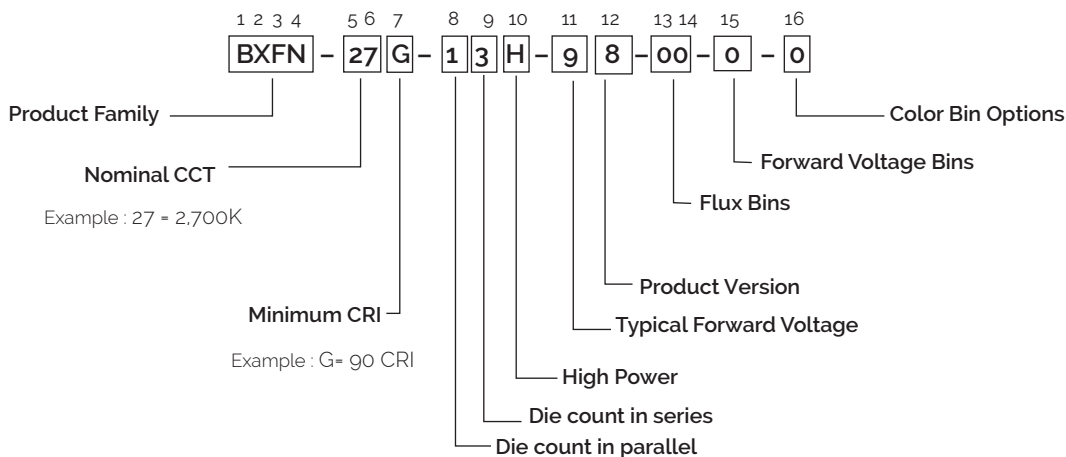 1 2 3 4 5 6 7 8 9 10 11 12 13 14 15 16
BXFN – 27 G – 1 3 H – 9 8 – 00 – 0 – 0
Product Family
Color Bin Options
Nominal CCT
Forward Voltage Bins
Example : 27 = 2,700K
Flux Bins
Product Version
Minimum CRI
Typical Forward Voltage
Example : G= 90 CRI
High Power
Die count in series
Die count in parallel